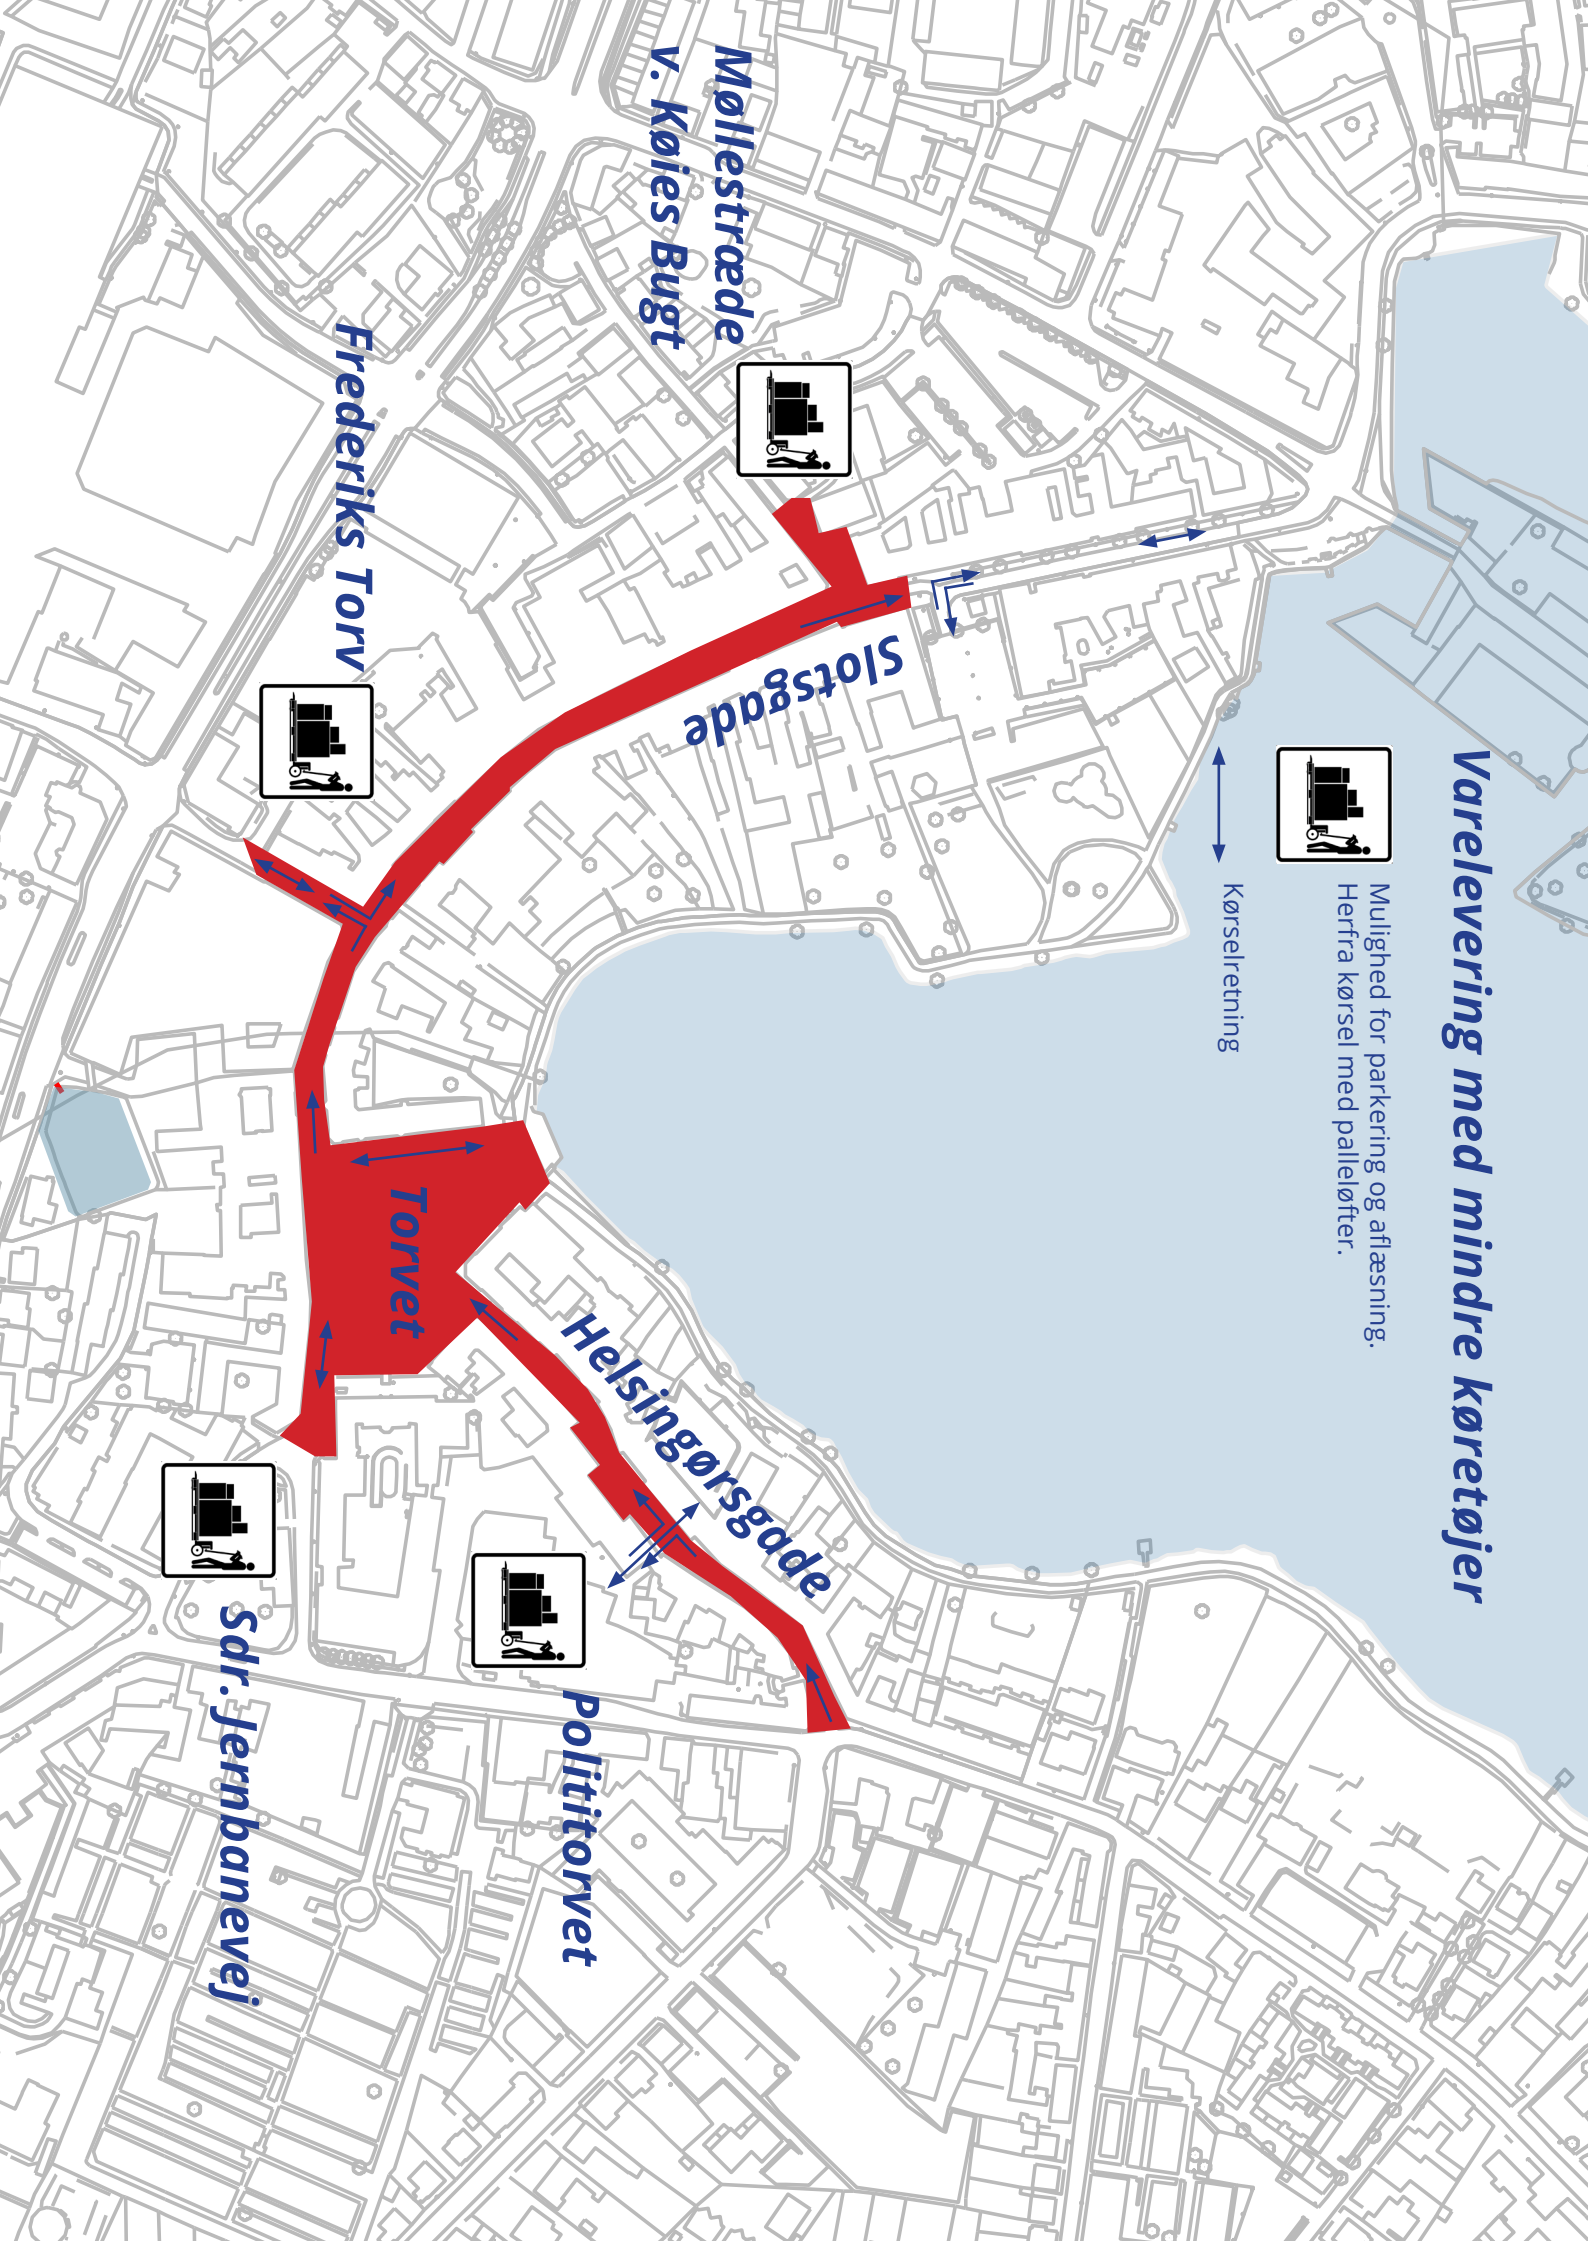 Varelevering med mindre køretøjer
Mulighed for parkering og aflæsning.
Herfra kørsel med palleløfter.
Kørselretning
Møllestræde
v. Køies Bugt
Frederiks Torv
Slotsgade
Torvet
Helsingørsgade
Polititorvet
Sdr. Jernbanevej